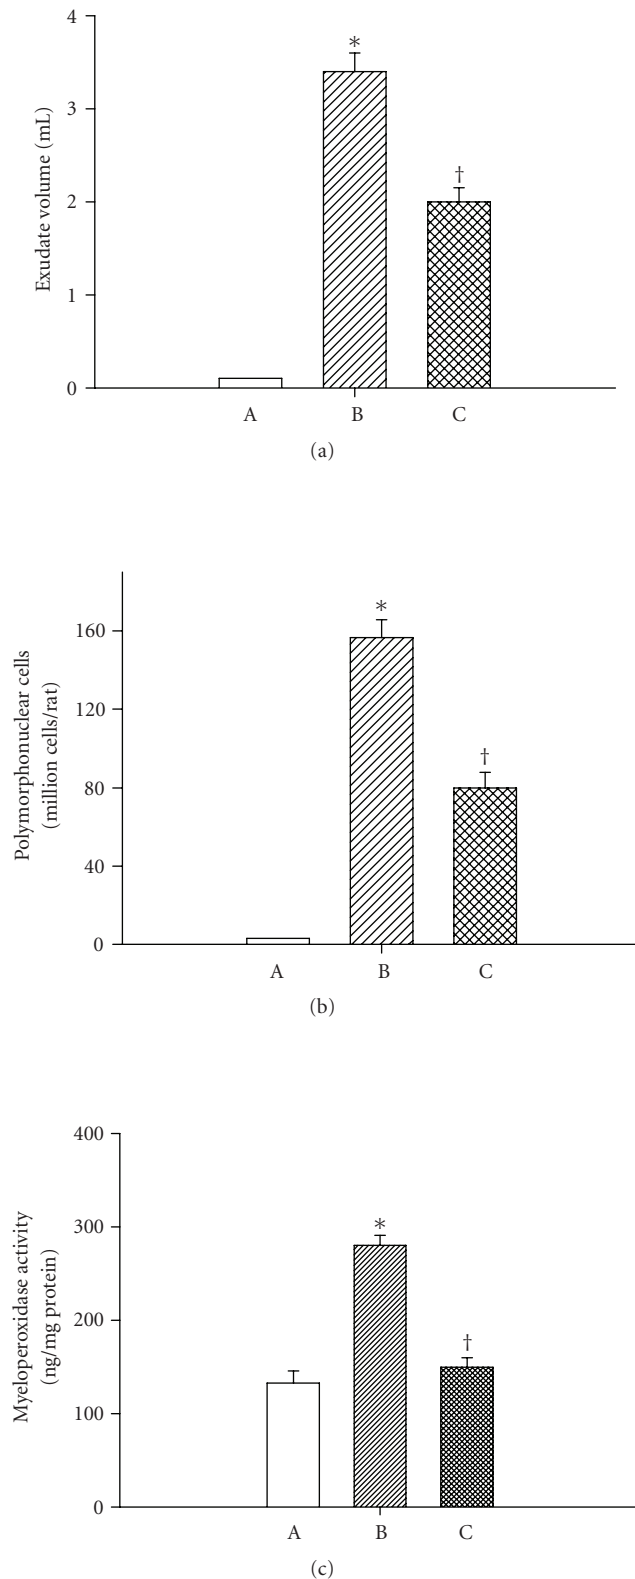 4
3
2
1
0
Exudate volume (mL)
*
†
A B C
(a)
160
120
80
40
0
Polymorphonuclear cells
(million cells/rat)
*
†
A B C
(b)
400
300
200
100
0
Myeloperoxidase activity
(ng/mg protein)
*
†
A B C
(c)